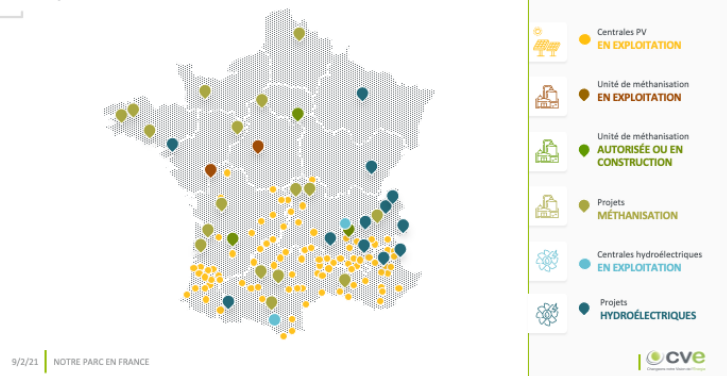 Centrales PV
EN EXPLOITATION
Unité de méthanisation
EN EXPLOITATION
Unité de méthanisation
AUTORISÉE OU EN
CONSTRUCTION
Projets
MÉTHANISATION
Centrales hydroélectriques
EN EXPLOITATION
Projets
HYDROÉLECTRIQUES
9/2/21 NOTRE PARC EN FRANCE
cve